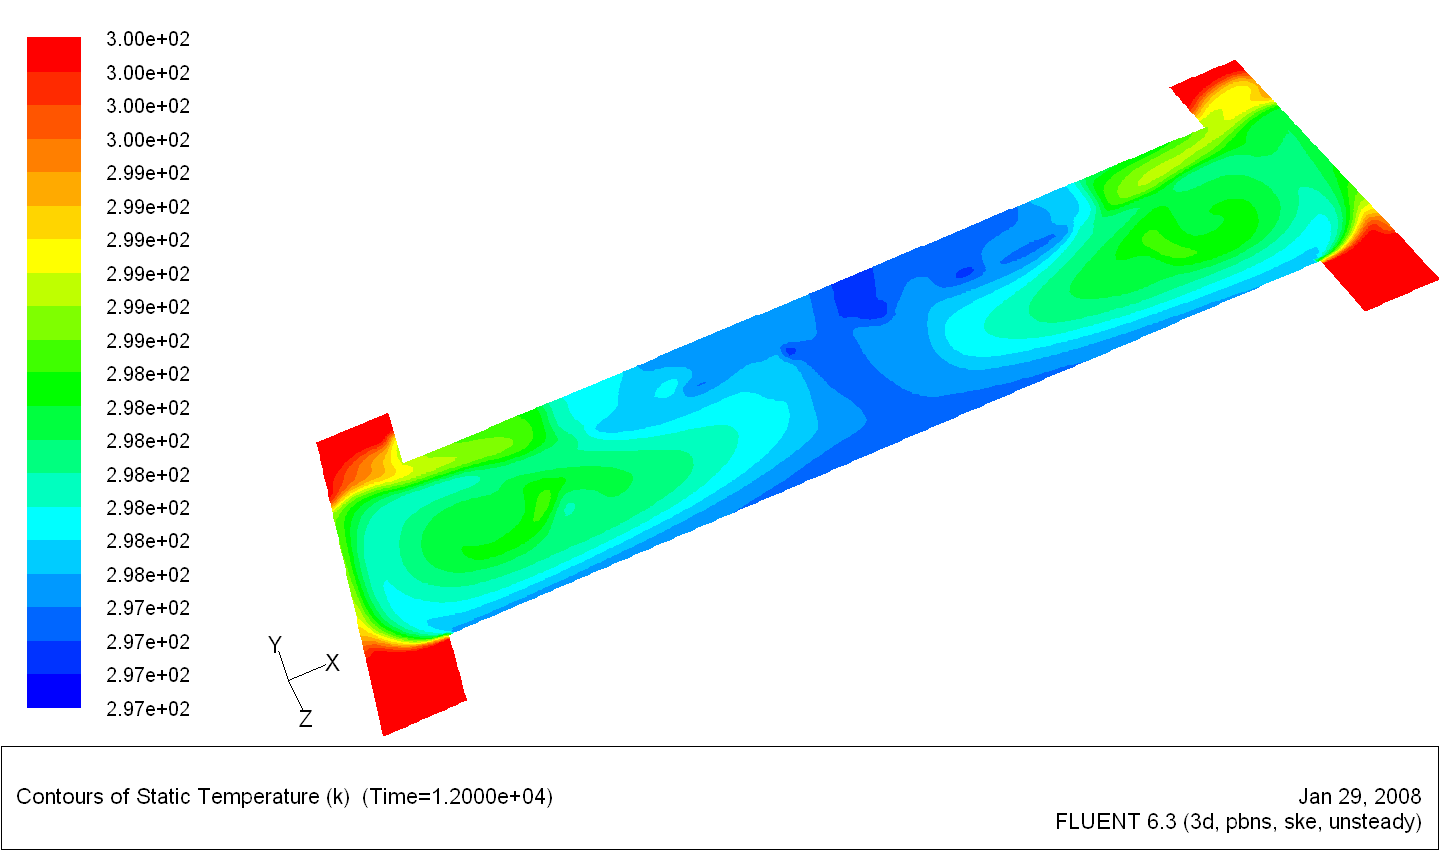 3.00e+02
3.00e+02
3.00e+02
3.00e+02
2.99e+02
2.99e+02
2.99e+02
2.99e+02
2.99e+02
2.99e+02
2.98e+02
2.98e+02
2.98e+02
2.98e+02
2.98e+02
2.98e+02
2.98e+02
2.97e+02
2.97e+02
2.97e+02
2.97e+02
Y
X
Z
Contours of Static Temperature (k)  (Time=1.2000e+04)
Jan 29, 2008
FLUENT 6.3 (3d, pbns, ske, unsteady)